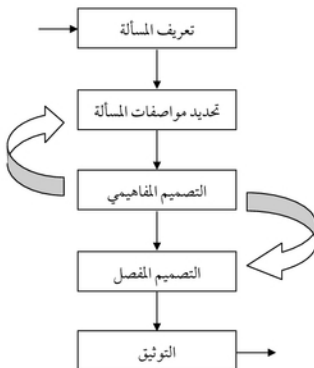 تعريف المسألة
تحديد مواصفات المسألة
التصميم المفاهيمي
التصميم المفصل
التوثيق